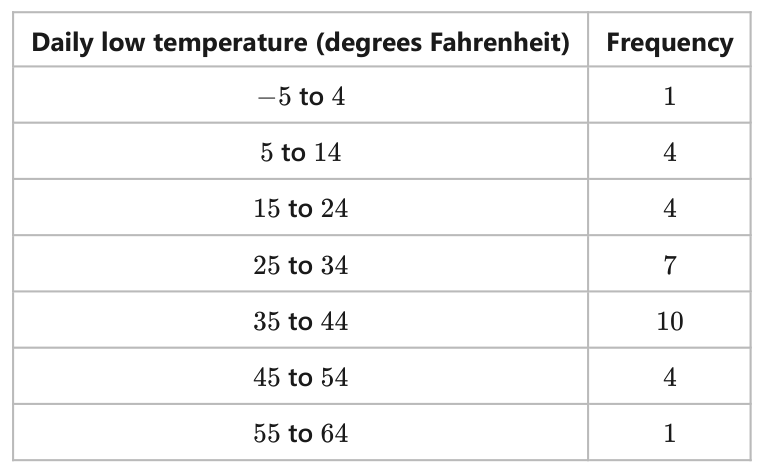 Daily low temperature (degrees Fahrenheit) Frequency
−5 to 4 1
5 to 14 4
15 to 24 4
25 to 34 7
35 to 44 10
45 to 54 4
55 to 64 1